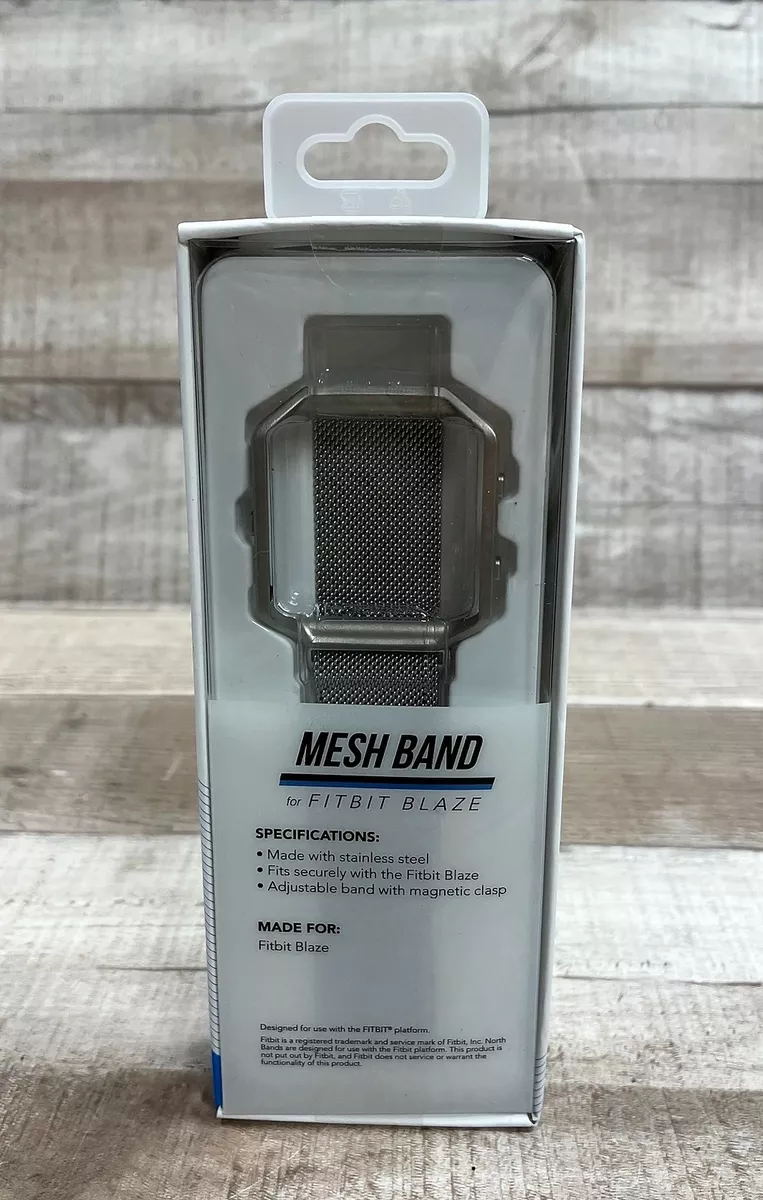 MESH BAND
for FITBIT BLAZE
SPECIFICATIONS:
• Made with stainless steel
• Fits securely with the Fitbit Blaze
• Adjustable band with magnetic clasp
MADE FOR:
Fitbit Blaze
Designed for use with the FITBIT® platform.
Fitbit is a registered trademark and service mark of Fitbit, Inc. North
Bands are designed for use with the Fitbit platform. This product is
not put out by Fitbit, and Fitbit does not service or warrant the
functionality of this product.